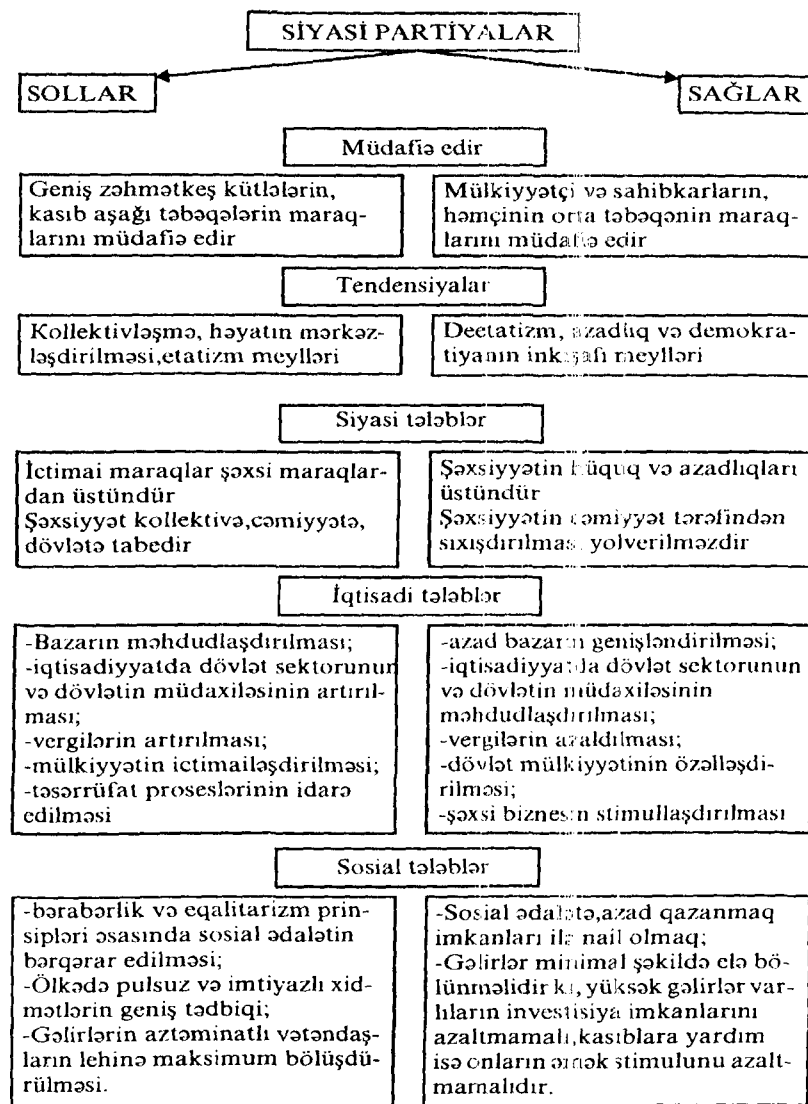 SİYASİ PARTİYALAR
SOLLAR
SAĞLAR
Müdafiə edir
Geniş zəhmətkeş kütlələrin,
kasıb aşağı təbəqələrin maraq-
larını müdafiə edir
Mülkiyyətçi və sahibkarların,
həmçinin orta təbəqənin maraq-
larını müdafiə edir
Tendensiyalar
Kollektivləşmə, həyatın mərkəz-
ləşdirilməsi,etatizm meylləri
Deetatizm, azadlıq və demokra-
tiyanın inkişafı meylləri
Siyasi tələblər
İctimai maraqlar şəxsi maraqlar-
dan üstündür
Şəxsiyyət kollektivə,cəmiyyətə,
dövlətə tabedir
Şəxsiyyətin hüquq və azadlıqları
üstündür
Şəxsiyyətin cəmiyyət tərəfindən
sıxışdırılması yolverilməzdir
İqtisadi tələblər
-Bazarın məhdudlaşdırılması;
-iqtisadiyyatda dövlət sektorunun
və dövlətin müdaxiləsinin artırıl-
ması;
-vergilərin artırılması;
-mülkiyyətin ictimailəşdirilməsi;
-təsərrüfat proseslərinin idarə
edilməsi
-azad bazarın genişləndirilməsi;
-iqtisadiyyatda dövlət sektorunun
və dövlətin müdaxiləsinin
məhdudlaşdırılması;
-vergilərin azaldılması;
-dövlət mülkiyyətinin özəlləşdi-
rilməsi;
-şəxsi biznesin stimullaşdırılması
Sosial tələblər
-bərabərlik və eqalitarizm prin-
sipləri əsasında sosial ədalətin
bərqərar edilməsi;
-Ölkədə pulsuz və imtiyazlı xid-
mətlərin geniş tədbiqi;
-Gəlirlərin aztəminatlı vətəndaş-
ların lehinə maksimum bölüşdü-
rülməsi.
-Sosial ədalətə,azad qazanmaq
imkanları ilə nail olmaq;
-Gəlirlər minimal şəkildə elə bö-
lünməlidir ki, yüksək gəlirlər var-
lıların investisiya imkanlarını
azaltmamalı,kasıblara yardım
isə onların əmək stimulunu azalt-
mamalıdır.